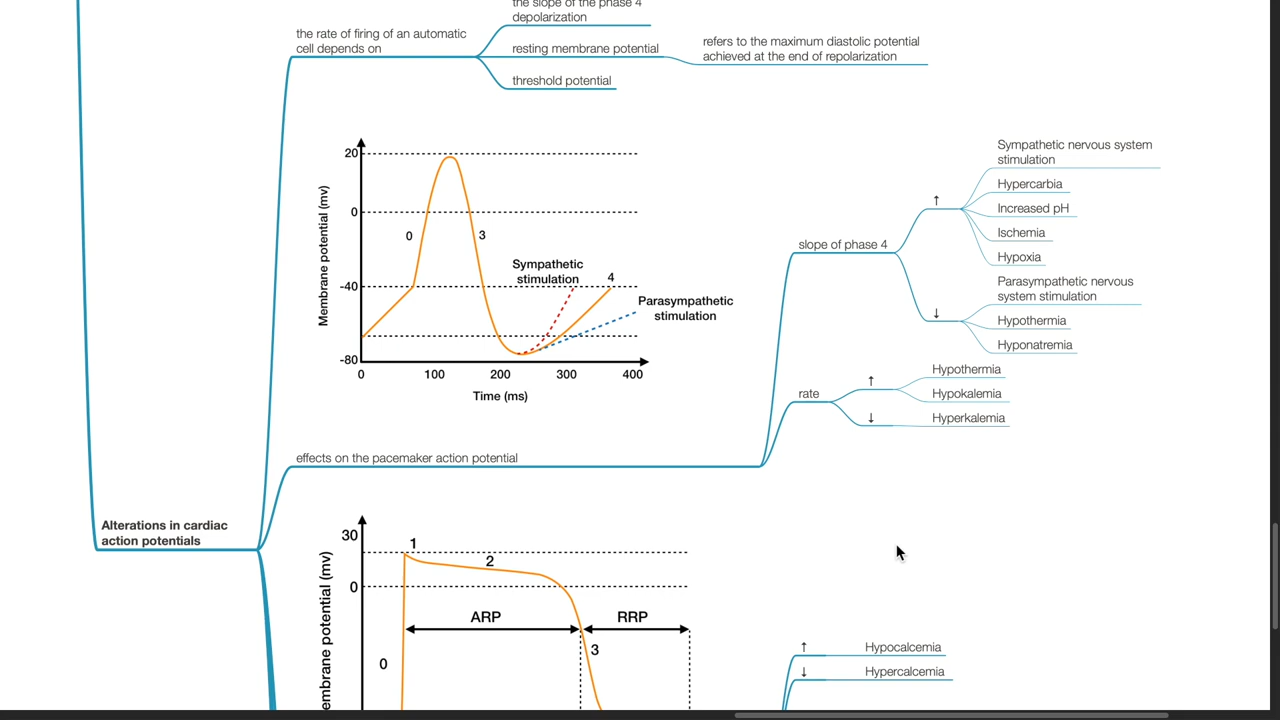 the slope of the phase 4
depolarization
the rate of firing of an automatic
cell depends on
resting membrane potential
refers to the maximum diastolic potential
achieved at the end of repolarization
threshold potential
20
0
-40
-80
Membrane potential (mv)
0
3
Sympathetic
stimulation
4
Parasympathetic
stimulation
0
100
200
300
400
Time (ms)
slope of phase 4
↑
Sympathetic nervous system
stimulation
Hypercarbia
Increased pH
Ischemia
Hypoxia
↓
Parasympathetic nervous
system stimulation
Hypothermia
Hyponatremia
rate
↑
Hypothermia
Hypokalemia
↓
Hyperkalemia
effects on the pacemaker action potential
Alterations in cardiac
action potentials
30
0
embrane potential (mv)
1
2
ARP
RRP
0
3
↑
Hypocalcemia
↓
Hypercalcemia